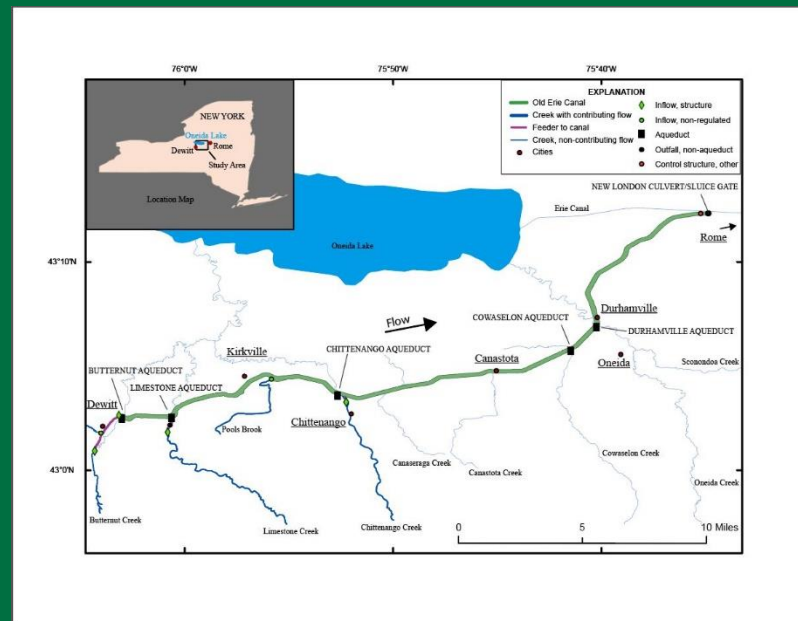 76°0'W
75°50'W
75°40'W
NEW YORK
Oneida Lake
Dewitt
Rome
Study Area
Location Map
EXPLANATION
Old Erie Canal
Creek with contributing flow
Feeder to canal
Creek, non-contributing flow
Cities
Inflow, structure
Inflow, non-regulated
Aqueduct
Outfall, non-aqueduct
Control structure, other
NEW LONDON CULVERT/SLUICE GATE
Erie Canal
Rome
Oneida Lake
43°10'N
Flow
Durhamville
COWASELON AQUEDUCT
DURHAMVILLE AQUEDUCT
Kirkville
CHITTENANGO AQUEDUCT
Canastota
Oneida
BUTTERNUT AQUEDUCT
LIMESTONE AQUEDUCT
Sconondoa Creek
Dewitt
Chittenango
Pools Brook
43°0'N
Canaseraga Creek
Canastota Creek
Cowaselon Creek
Oneida Creek
Butternut Creek
Limestone Creek
Chittenango Creek
0
5
10 Miles